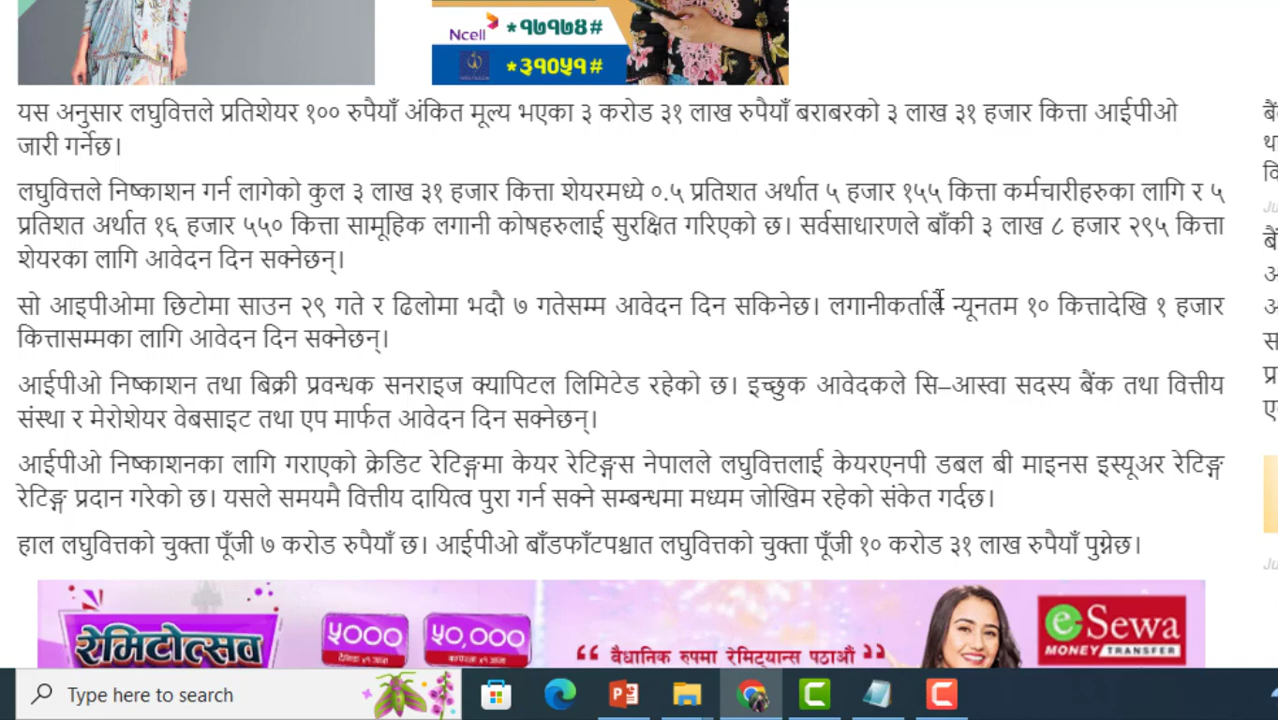 Ncell
*१७१७४#
*३१०५१#
यस अनुसार लघुवित्तले प्रतिशेयर १०० रुपैयाँ अंकित मूल्य भएका ३ करोड ३१ लाख रुपैयाँ बराबरको ३ लाख ३१ हजार कित्ता आईपीओ
जारी गर्नेछ।
लघुवित्तले निष्काशन गर्न लागेको कुल ३ लाख ३१ हजार कित्ता शेयरमध्ये ०.५ प्रतिशत अर्थात ५ हजार १५५ कित्ता कर्मचारीहरुका लागि र ५
प्रतिशत अर्थात १६ हजार ५५० कित्ता सामूहिक लगानी कोषहरुलाई सुरक्षित गरिएको छ। सर्वसाधारणले बाँकी ३ लाख ८ हजार २९५ कित्ता
शेयरका लागि आवेदन दिन सक्नेछन्।
सो आइपीओमा छिटोमा साउन २९ गते र ढिलोमा भदौ ७ गतेसम्म आवेदन दिन सकिनेछ। लगानीकर्ताले न्यूनतम १० कित्तादेखि १ हजार
कित्तासम्मका लागि आवेदन दिन सक्नेछन्।
आईपीओ निष्काशन तथा बिक्री प्रवन्धक सनराइज क्यापिटल लिमिटेड रहेको छ। इच्छुक आवेदकले सि–आस्वा सदस्य बैंक तथा वित्तीय
संस्था र मेरोशेयर वेबसाइट तथा एप मार्फत आवेदन दिन सक्नेछन्।
आईपीओ निष्काशनका लागि गराएको क्रेडिट रेटिङ्गमा केयर रेटिङ्गस नेपालले लघुवित्तलाई केयरएनपी डबल बी माइनस इस्यूअर रेटिङ्ग
रेटिङ्ग प्रदान गरेको छ। यसले समयमै वित्तीय दायित्व पुरा गर्न सक्ने सम्बन्धमा मध्यम जोखिम रहेको संकेत गर्दछ।
हाल लघुवित्तको चुक्ता पूँजी ७ करोड रुपैयाँ छ। आईपीओ बाँडफाँटपश्चात लघुवित्तको चुक्ता पूँजी १० करोड ३१ लाख रुपैयाँ पुग्नेछ।
रेमिटोत्सव
५०००
५०,०००
“ वैधानिक रुपमा रेमिट्यान्स पठाऔं ”
eSewa
MONEY TRANSFER
Type here to search